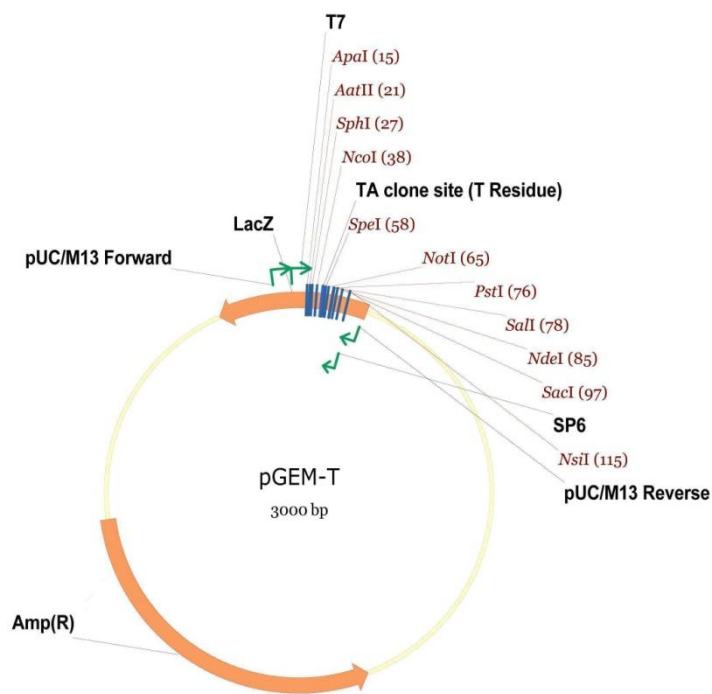 T7
ApaI (15)
AatII (21)
SphI (27)
NcoI (38)
TA clone site (T Residue)
LacZ
SpeI (58)
pUC/M13 Forward
NotI (65)
PstI (76)
SalI (78)
NdeI (85)
SacI (97)
SP6
NsiI (115)
pUC/M13 Reverse
pGEM-T
3000 bp
Amp(R)